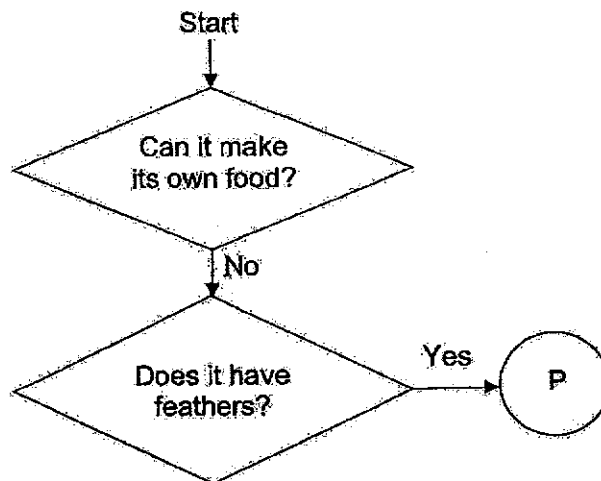 Start
Can it make
its own food?
No
Does it have
feathers?
Yes
P